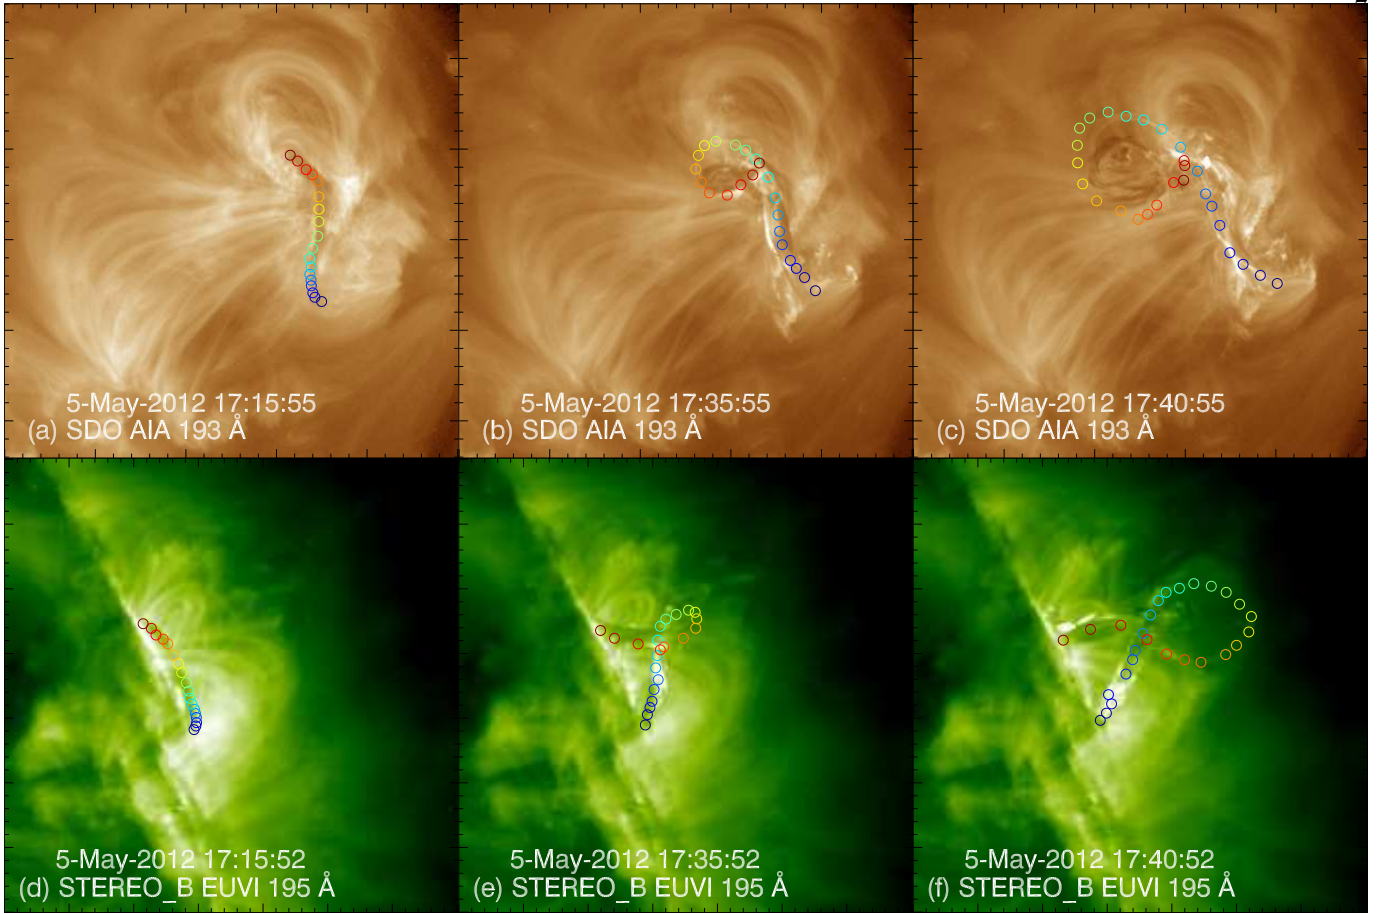 5-May-2012 17:15:55
(a) SDO AIA 193 Å
5-May-2012 17:35:55
(b) SDO AIA 193 Å
5-May-2012 17:40:55
(c) SDO AIA 193 Å
5-May-2012 17:15:52
(d) STEREO_B EUVI 195 Å
5-May-2012 17:35:52
(e) STEREO_B EUVI 195 Å
5-May-2012 17:40:52
(f) STEREO_B EUVI 195 Å